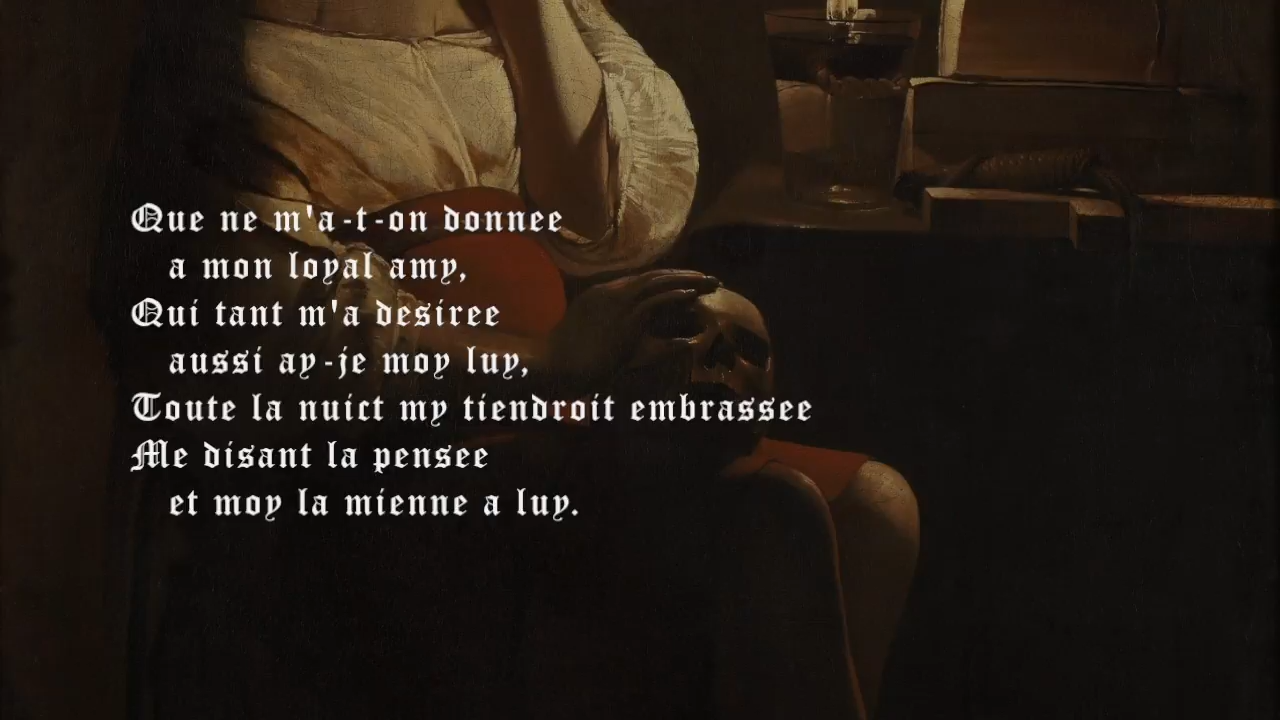 Que ne m'a-t-on donnee
a mon loyal amy,
Qui tant m'a desiree
aussi ay-je moy luy,
Toute la nuict my tiendroit embrassee
Me disant la pensee
et moy la mienne a luy.